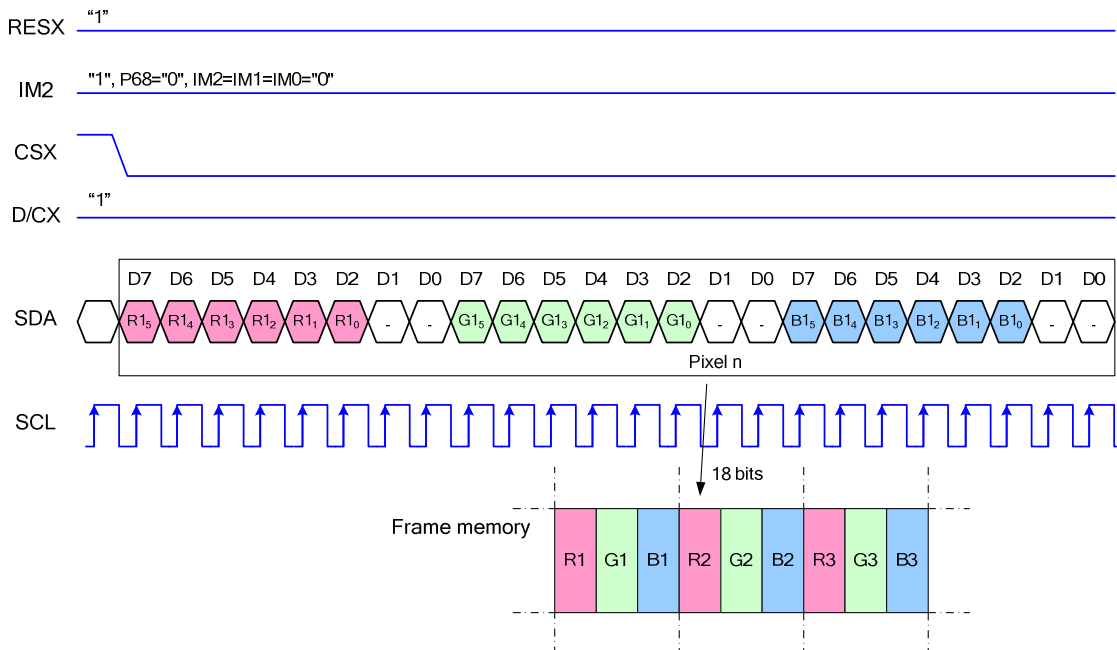 RESX “1”
IM2 "1", P68="0", IM2=IM1=IM0="0"
CSX
D/CX “1”
D7 D6 D5 D4 D3 D2 D1 D0 D7 D6 D5 D4 D3 D2 D1 D0 D7 D6 D5 D4 D3 D2 D1 D0
SDA R1₅ R1₄ R1₃ R1₂ R1₁ R1₀ - - G1₅ G1₄ G1₃ G1₂ G1₁ G1₀ - - B1₅ B1₄ B1₃ B1₂ B1₁ B1₀ - -
Pixel n
SCL
18 bits
Frame memory
R1 G1 B1 R2 G2 B2 R3 G3 B3